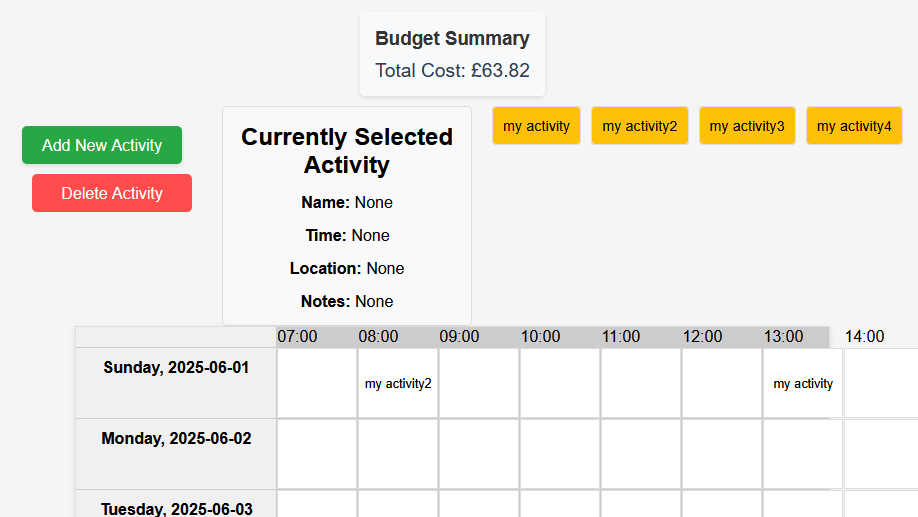 Budget Summary
Total Cost: £63.82
Add New Activity
Delete Activity
Currently Selected
Activity
Name: None
Time: None
Location: None
Notes: None
my activity
my activity2
my activity3
my activity4
07:00 08:00 09:00 10:00 11:00 12:00 13:00 14:00
Sunday, 2025-06-01
my activity2
my activity
Monday, 2025-06-02
Tuesday, 2025-06-03